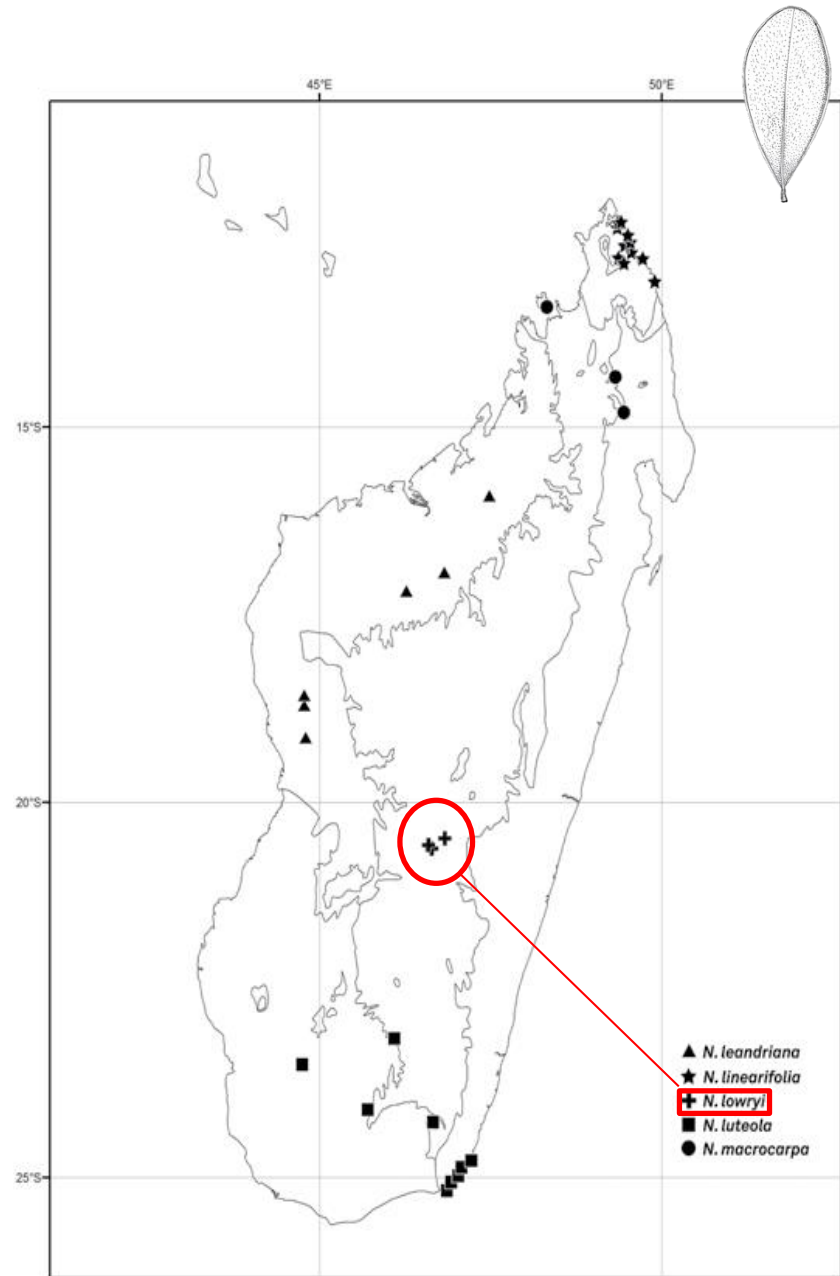 45°E 50°E
15°S
20°S
N. leandriana
N. linearifolia
N. lowryi
N. luteola
N. macrocarpa
25°S